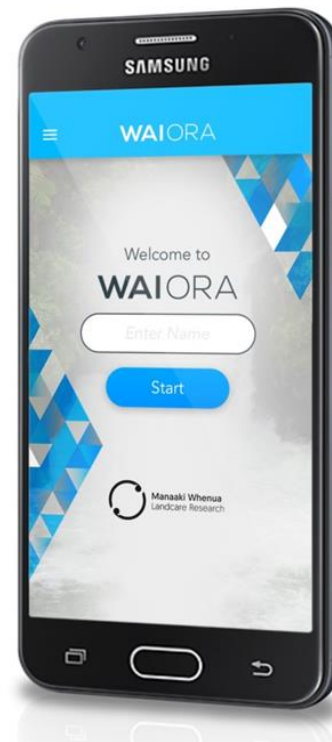 SAMSUNG
WAIORA
Welcome to
WAIORA
Enter Name
Start
Manaaki Whenua
Landcare Research